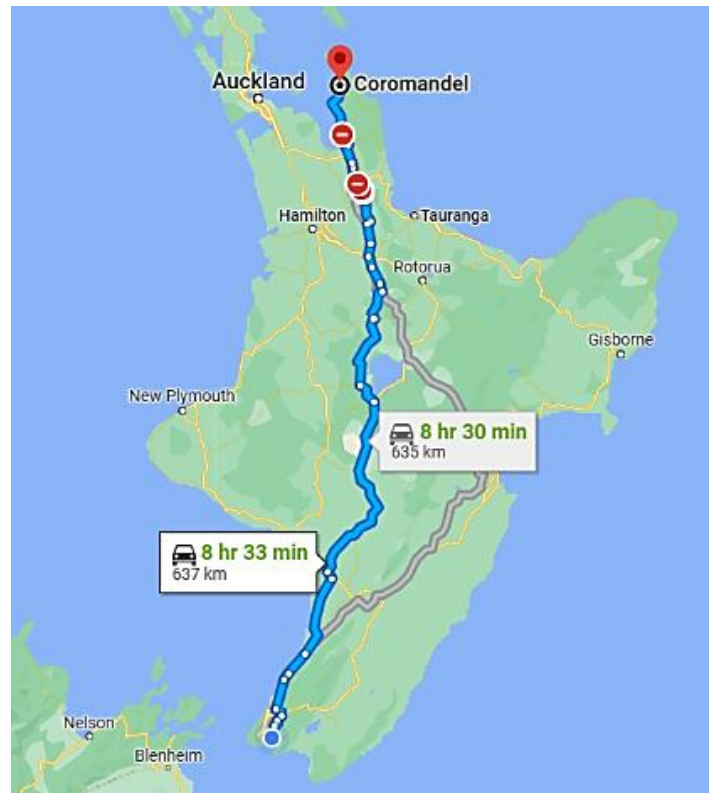 Auckland
Coromandel
Hamilton
Tauranga
Rotorua
Gisborne
New Plymouth
8 hr 30 min
635 km
8 hr 33 min
637 km
Nelson
Blenheim